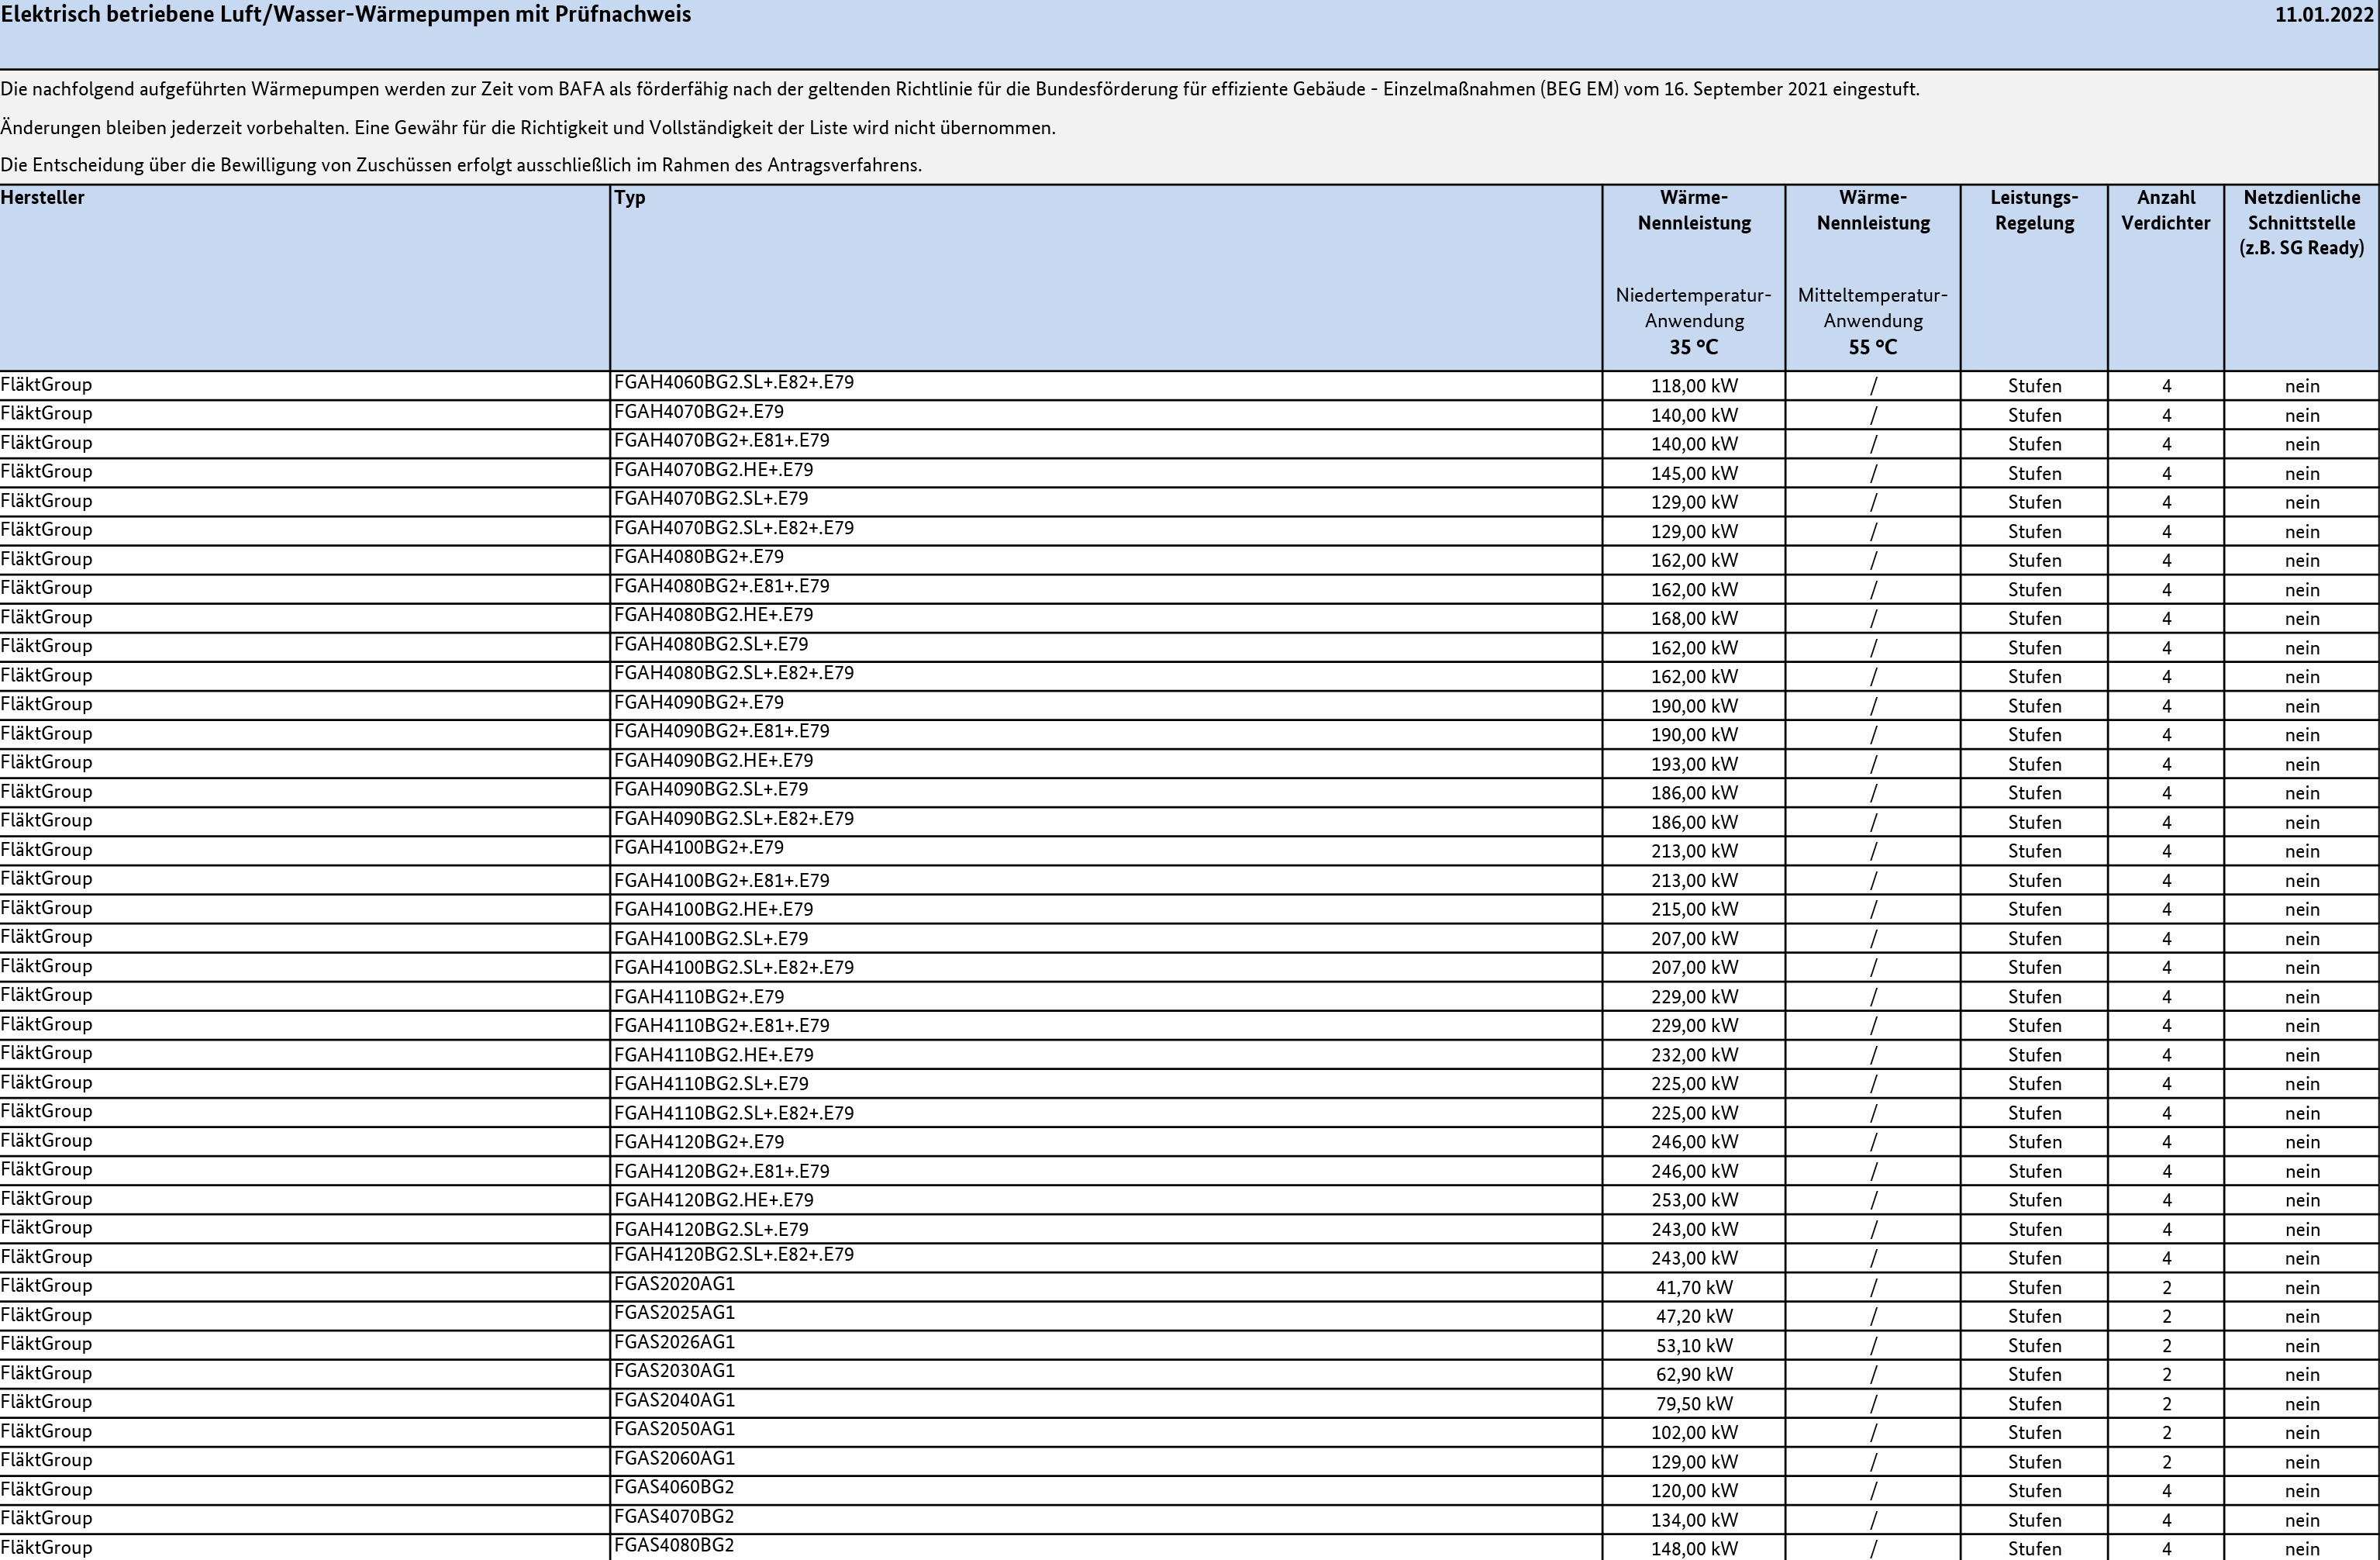 Elektrisch betriebene Luft/Wasser-Wärmepumpen mit Prüfnachweis 11.01.2022
Die nachfolgend aufgeführten Wärmepumpen werden zur Zeit vom BAFA als förderfähig nach der geltenden Richtlinie für die Bundesförderung für effiziente Gebäude - Einzelmaßnahmen (BEG EM) vom 16. September 2021 eingestuft.
Änderungen bleiben jederzeit vorbehalten. Eine Gewähr für die Richtigkeit und Vollständigkeit der Liste wird nicht übernommen.
Die Entscheidung über die Bewilligung von Zuschüssen erfolgt ausschließlich im Rahmen des Antragsverfahrens.
Hersteller Typ Wärme- Wärme- Leistungs- Anzahl Netzdienliche
Nennleistung Nennleistung Regelung Verdichter Schnittstelle
(z.B. SG Ready)
Niedertemperatur- Mitteltemperatur-
Anwendung Anwendung
35 °C 55 °C
FläktGroup FGAH4060BG2.SL+.E82+.E79 118,00 kW / Stufen 4 nein
FläktGroup FGAH4070BG2+.E79 140,00 kW / Stufen 4 nein
FläktGroup FGAH4070BG2+.E81+.E79 140,00 kW / Stufen 4 nein
FläktGroup FGAH4070BG2.HE+.E79 145,00 kW / Stufen 4 nein
FläktGroup FGAH4070BG2.SL+.E79 129,00 kW / Stufen 4 nein
FläktGroup FGAH4070BG2.SL+.E82+.E79 129,00 kW / Stufen 4 nein
FläktGroup FGAH4080BG2+.E79 162,00 kW / Stufen 4 nein
FläktGroup FGAH4080BG2+.E81+.E79 162,00 kW / Stufen 4 nein
FläktGroup FGAH4080BG2.HE+.E79 168,00 kW / Stufen 4 nein
FläktGroup FGAH4080BG2.SL+.E79 162,00 kW / Stufen 4 nein
FläktGroup FGAH4080BG2.SL+.E82+.E79 162,00 kW / Stufen 4 nein
FläktGroup FGAH4090BG2+.E79 190,00 kW / Stufen 4 nein
FläktGroup FGAH4090BG2+.E81+.E79 190,00 kW / Stufen 4 nein
FläktGroup FGAH4090BG2.HE+.E79 193,00 kW / Stufen 4 nein
FläktGroup FGAH4090BG2.SL+.E79 186,00 kW / Stufen 4 nein
FläktGroup FGAH4090BG2.SL+.E82+.E79 186,00 kW / Stufen 4 nein
FläktGroup FGAH4100BG2+.E79 213,00 kW / Stufen 4 nein
FläktGroup FGAH4100BG2+.E81+.E79 213,00 kW / Stufen 4 nein
FläktGroup FGAH4100BG2.HE+.E79 215,00 kW / Stufen 4 nein
FläktGroup FGAH4100BG2.SL+.E79 207,00 kW / Stufen 4 nein
FläktGroup FGAH4100BG2.SL+.E82+.E79 207,00 kW / Stufen 4 nein
FläktGroup FGAH4110BG2+.E79 229,00 kW / Stufen 4 nein
FläktGroup FGAH4110BG2+.E81+.E79 229,00 kW / Stufen 4 nein
FläktGroup FGAH4110BG2.HE+.E79 232,00 kW / Stufen 4 nein
FläktGroup FGAH4110BG2.SL+.E79 225,00 kW / Stufen 4 nein
FläktGroup FGAH4110BG2.SL+.E82+.E79 225,00 kW / Stufen 4 nein
FläktGroup FGAH4120BG2+.E79 246,00 kW / Stufen 4 nein
FläktGroup FGAH4120BG2+.E81+.E79 246,00 kW / Stufen 4 nein
FläktGroup FGAH4120BG2.HE+.E79 253,00 kW / Stufen 4 nein
FläktGroup FGAH4120BG2.SL+.E79 243,00 kW / Stufen 4 nein
FläktGroup FGAH4120BG2.SL+.E82+.E79 243,00 kW / Stufen 4 nein
FläktGroup FGAS2020AG1 41,70 kW / Stufen 2 nein
FläktGroup FGAS2025AG1 47,20 kW / Stufen 2 nein
FläktGroup FGAS2026AG1 53,10 kW / Stufen 2 nein
FläktGroup FGAS2030AG1 62,90 kW / Stufen 2 nein
FläktGroup FGAS2040AG1 79,50 kW / Stufen 2 nein
FläktGroup FGAS2050AG1 102,00 kW / Stufen 2 nein
FläktGroup FGAS2060AG1 129,00 kW / Stufen 2 nein
FläktGroup FGAS4060BG2 120,00 kW / Stufen 4 nein
FläktGroup FGAS4070BG2 134,00 kW / Stufen 4 nein
FläktGroup FGAS4080BG2 148,00 kW / Stufen 4 nein